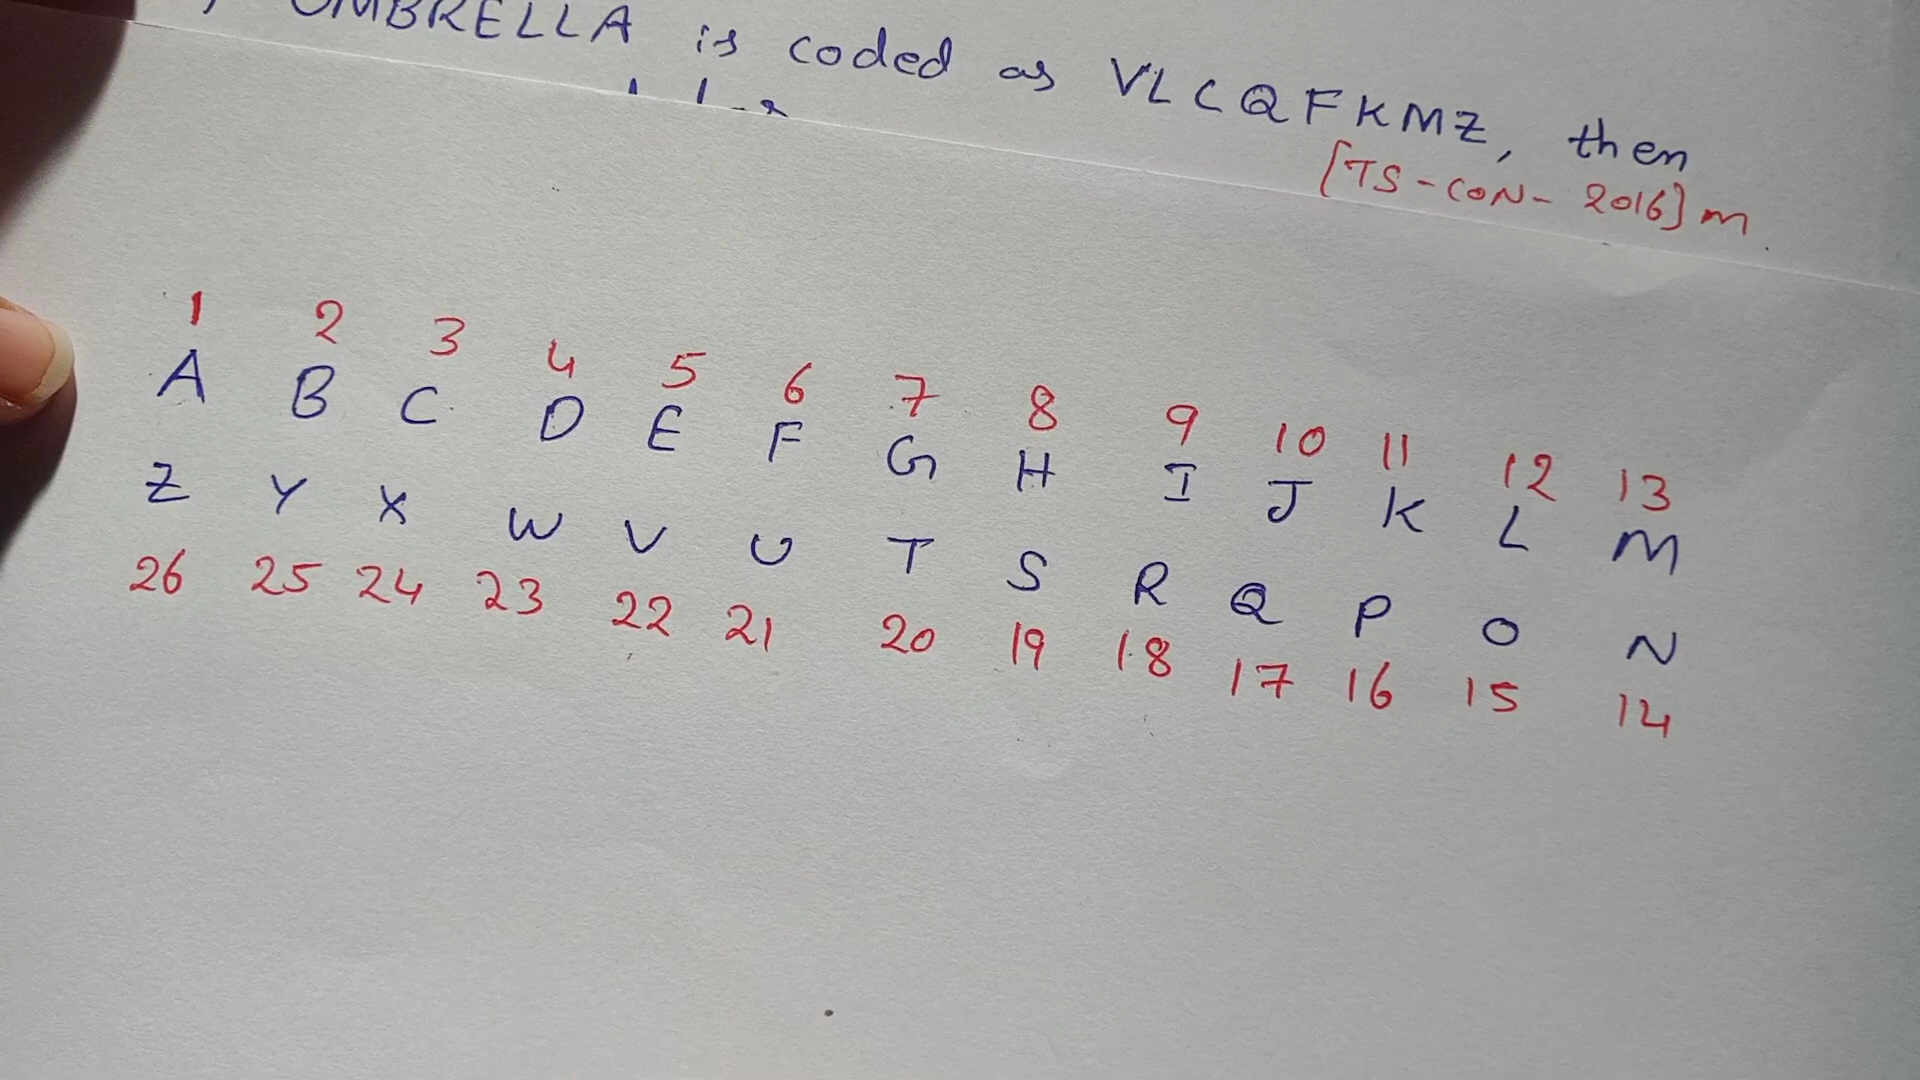 UMBRELLA is coded as VLCQFKMZ, then
[TS-CON-2016] m
1 2 3 4 5 6 7 8 9 10 11 12 13
A B C D E F G H I J K L M
Z Y X W V U T S R Q P O N
26 25 24 23 22 21 20 19 18 17 16 15 14